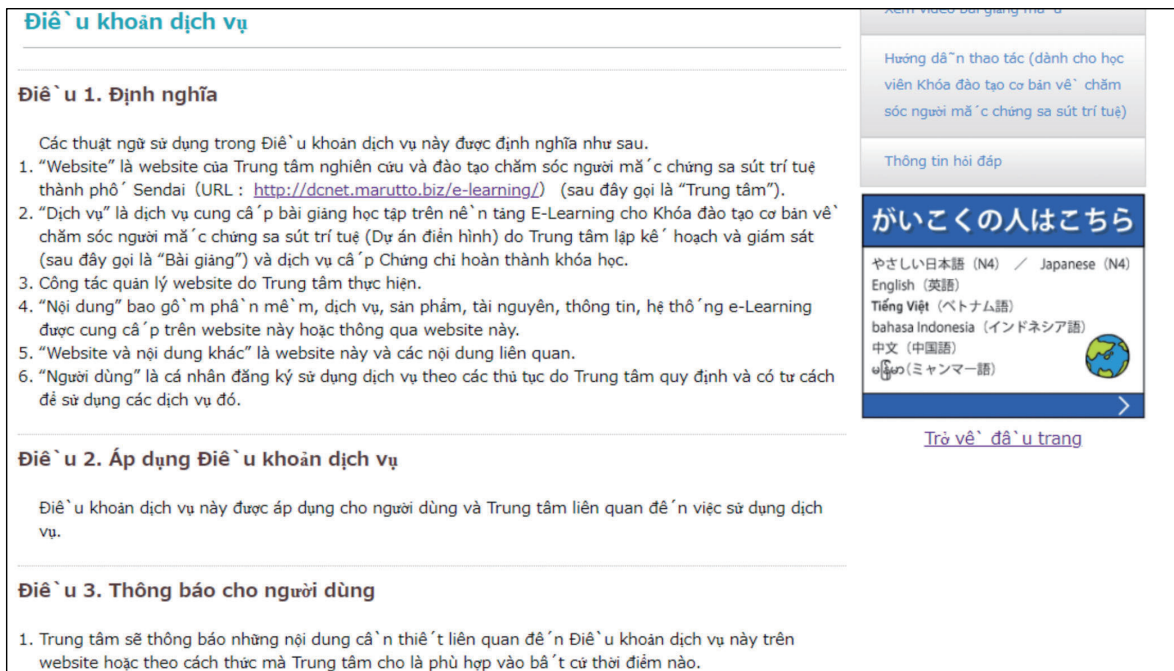 Điều khoản dịch vụ
Điều 1. Định nghĩa
Các thuật ngữ sử dụng trong Điều khoản dịch vụ này được định nghĩa như sau.
1. “Website” là website của Trung tâm nghiên cứu và đào tạo chăm sóc người mắc chứng sa sút trí tuệ
thành phố Sendai（URL： http://dcnet.marutto.biz/e-learning/） (sau đây gọi là “Trung tâm”).
2. “Dịch vụ” là dịch vụ cung cấp bài giảng học tập trên nền tảng E-Learning cho Khóa đào tạo cơ bản về
chăm sóc người mắc chứng sa sút trí tuệ (Dự án điển hình) do Trung tâm lập kế hoạch và giám sát
(sau đây gọi là “Bài giảng”) và dịch vụ cấp Chứng chỉ hoàn thành khóa học.
3. Công tác quản lý website do Trung tâm thực hiện.
4. “Nội dung” bao gồm phần mềm, dịch vụ, sản phẩm, tài nguyên, thông tin, hệ thống e-Learning
được cung cấp trên website này hoặc thông qua website này.
5. “Website và nội dung khác” là website này và các nội dung liên quan.
6. “Người dùng” là cá nhân đăng ký sử dụng dịch vụ theo các thủ tục do Trung tâm quy định và có tư cách
để sử dụng các dịch vụ đó.
Điều 2. Áp dụng Điều khoản dịch vụ
Điều khoản dịch vụ này được áp dụng cho người dùng và Trung tâm liên quan đến việc sử dụng dịch
vụ.
Điều 3. Thông báo cho người dùng
1. Trung tâm sẽ thông báo những nội dung cần thiết liên quan đến Điều khoản dịch vụ này trên
website hoặc theo cách thức mà Trung tâm cho là phù hợp vào bất cứ thời điểm nào.
Xem video bài giảng mẫu
Hướng dẫn thao tác (dành cho học
viên Khóa đào tạo cơ bản về chăm
sóc người mắc chứng sa sút trí tuệ)
Thông tin hỏi đáp
がいこくの人はこちら
やさしい日本語（N4） ／ Japanese（N4）
English（英語）
Tiếng Việt（ベトナム語）
bahasa Indonesia（インドネシア語）
中文（中国語）
မြန်မာ（ミャンマー語）
Trở về đầu trang